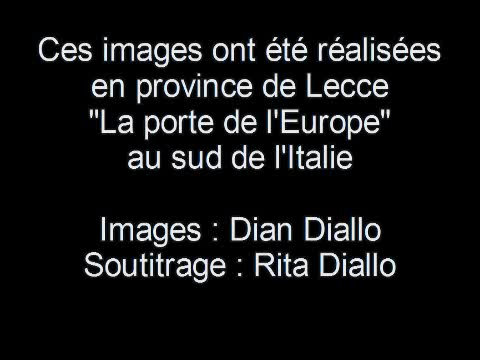 Ces images ont été réalisées
en province de Lecce
"La porte de l'Europe"
au sud de l'Italie
Images : Dian Diallo
Soutitrage : Rita Diallo